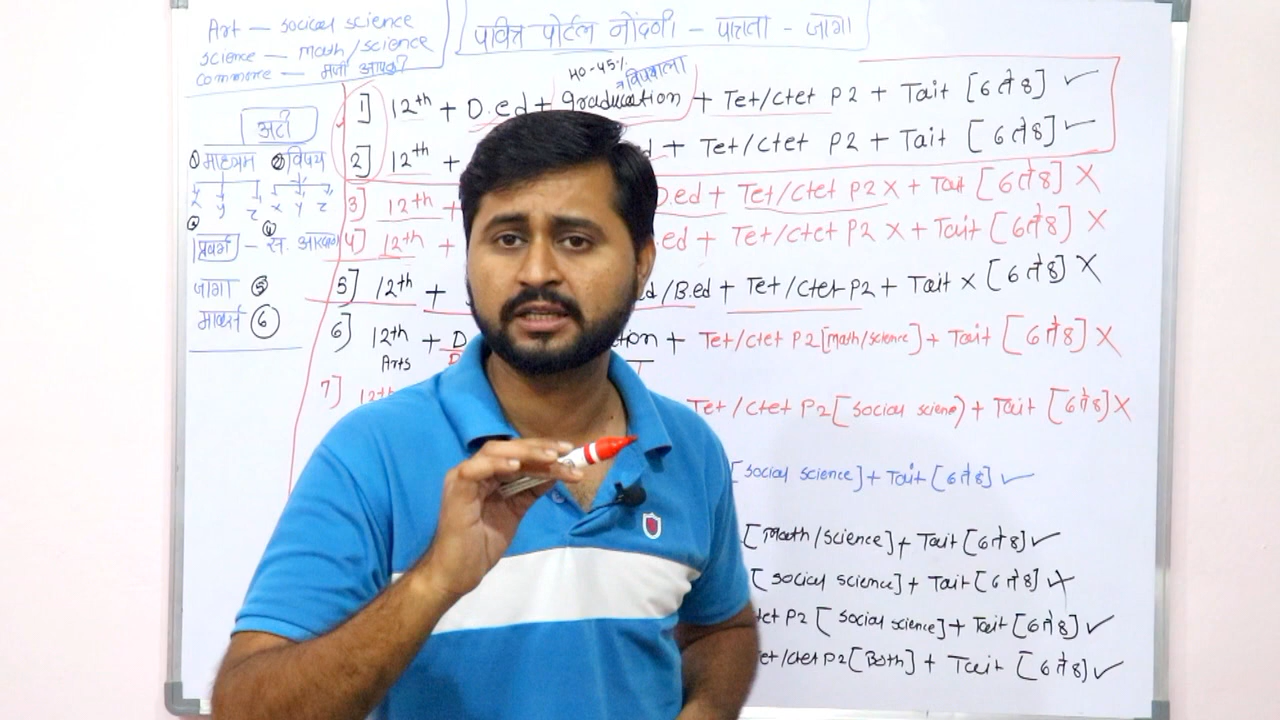 Art — Social science
science — math/science
commerce —
पवित्र पोर्टल नोंदणी - पात्रता - जागा
40-45%
1] 12th + D.ed + graducation + Tet/Ctet P2 + Tait [6 ते 8] ✓
2] 12th + d + Tet/Ctet P2 + Tait [6 ते 8] ✓
3] 12th + D.ed + Tet/Ctet P2 X + Tait [6 ते 8] X
4] 12th + .ed + Tet/Ctet P2 X + Tait [6 ते 8] X
5] 12th + d/B.ed + Tet/Ctet P2 + Tait X [6 ते 8] X
6] 12th + D tion + Tet/Ctet P2 [math/science] + Tait [6 ते 8] X
Arts
7] 12th Tet/Ctet P2 [Social scienc) + Tait [6 ते 8] X
[Social science] + Tait [6 ते 8] ✓
[Math/Science] + Tait [6 ते 8] ✓
[Social science] + Tait [6 ते 8]
tet P2 [Social science] + Tait [6 ते 8] ✓
et/ctet P2 [Both] + Tait [6 ते 8] ✓
अटी
① माध्यम ② विषय
x y z x y z
प्रवर्ग - स. आरक्षण
जागा ⑤
मार्क्स ⑥